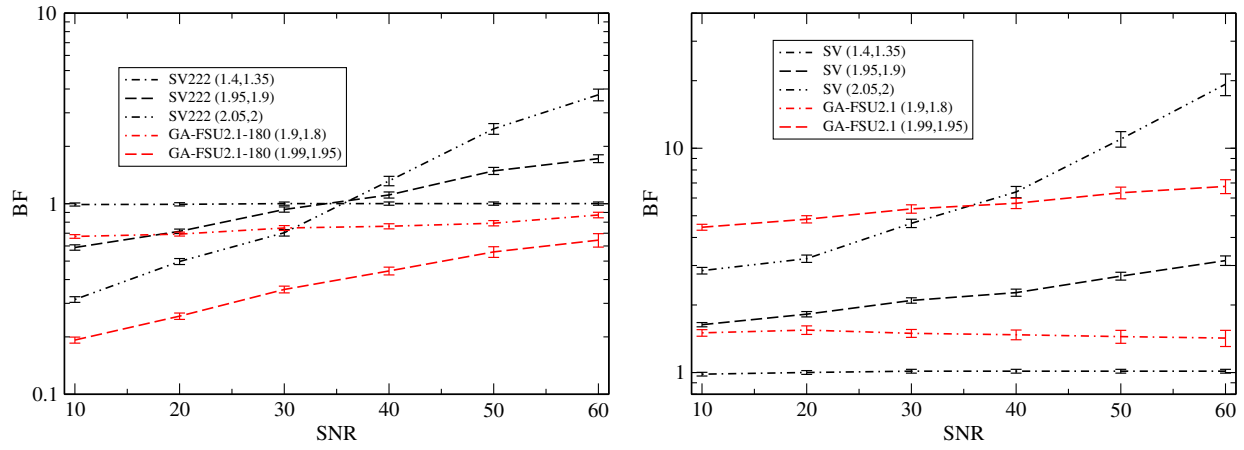 10
1
0.1
BF
SV222 (1.4,1.35)
SV222 (1.95,1.9)
SV222 (2.05,2)
GA-FSU2.1-180 (1.9,1.8)
GA-FSU2.1-180 (1.99,1.95)
10 20 30 40 50 60
SNR
10
1
BF
SV (1.4,1.35)
SV (1.95,1.9)
SV (2.05,2)
GA-FSU2.1 (1.9,1.8)
GA-FSU2.1 (1.99,1.95)
10 20 30 40 50 60
SNR